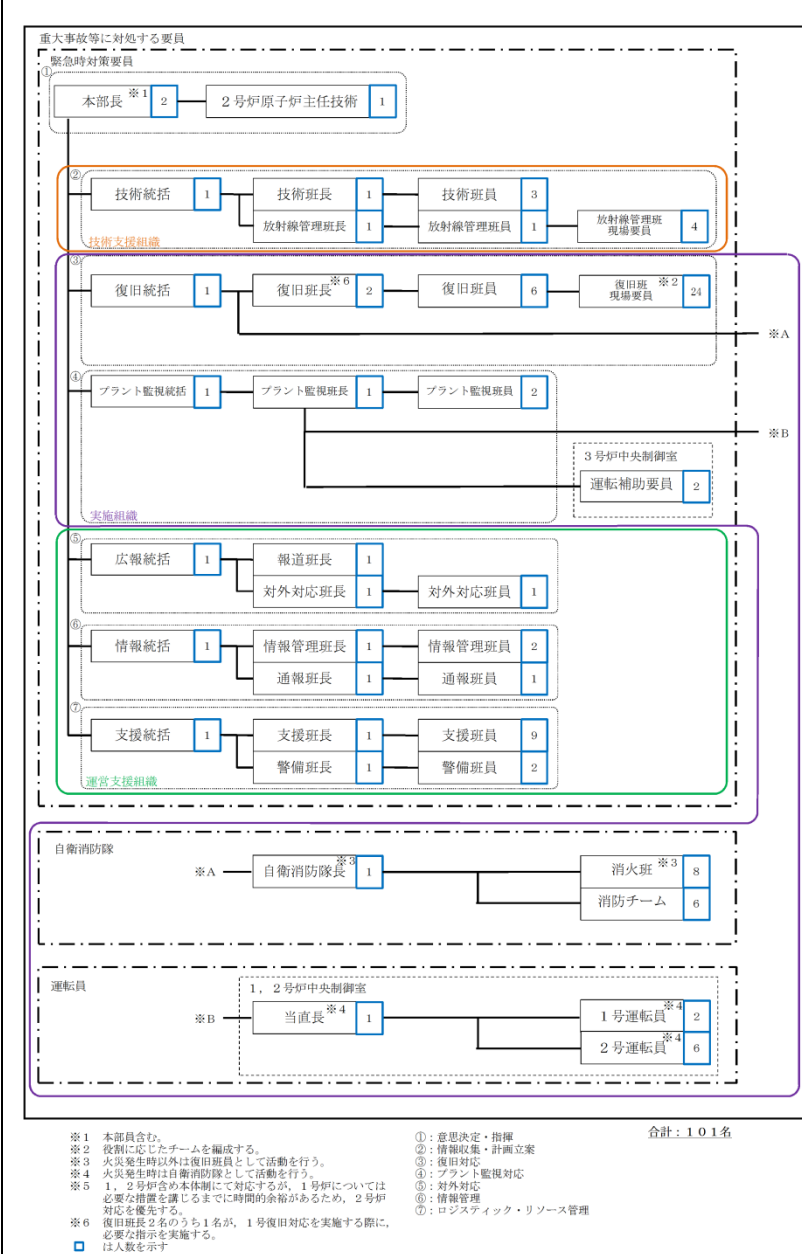 重大事故等に対処する要員
緊急時対策要員
①
本部長 ※1 2 2号炉原子炉主任技術 1
②
技術統括 1 技術班長 1 技術班員 3
放射線管理班長 1 放射線管理班員 1 放射線管理班
現場要員 4
技術支援組織
③
復旧統括 1 復旧班長 ※6 2 復旧班員 6 復旧班 ※2
現場要員 24
※A
④
プラント監視統括 1 プラント監視班長 1 プラント監視班員 2
※B
3号炉中央制御室
運転補助要員 2
実施組織
⑤
広報統括 1 報道班長 1
対外対応班長 1 対外対応班員 1
⑥
情報統括 1 情報管理班長 1 情報管理班員 2
通報班長 1 通報班員 1
⑦
支援統括 1 支援班長 1 支援班員 9
警備班長 1 警備班員 2
運営支援組織
自衛消防隊
※A 自衛消防隊長 ※3 1 消火班 ※3 8
消防チーム 6
運転員
1，2号炉中央制御室
※B 当直長 ※4 1 1号運転員 ※4 2
2号運転員 ※4 6
合計：101名
※1 本部員含む。
※2 役割に応じたチームを編成する。
※3 火災発生時以外は復旧班員として活動を行う。
※4 火災発生時は自衛消防隊として活動を行う。
※5 1，2号炉含め本体制にて対応するが，1号炉については
必要な措置を講じるまでに時間的余裕があるため，2号炉
対応を優先する。
※6 復旧班長2名のうち1名が，1号復旧対応を実施する際に，
必要な指示を実施する。
は人数を示す
①：意思決定・指揮
②：情報収集・計画立案
③：復旧対応
④：プラント監視対応
⑤：対外対応
⑥：情報管理
⑦：ロジスティック・リソース管理